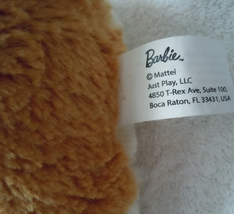 Barbie
© Mattel
Just Play, LLC
4850 T-Rex Ave, Suite 100,
Boca Raton, FL 33431, USA